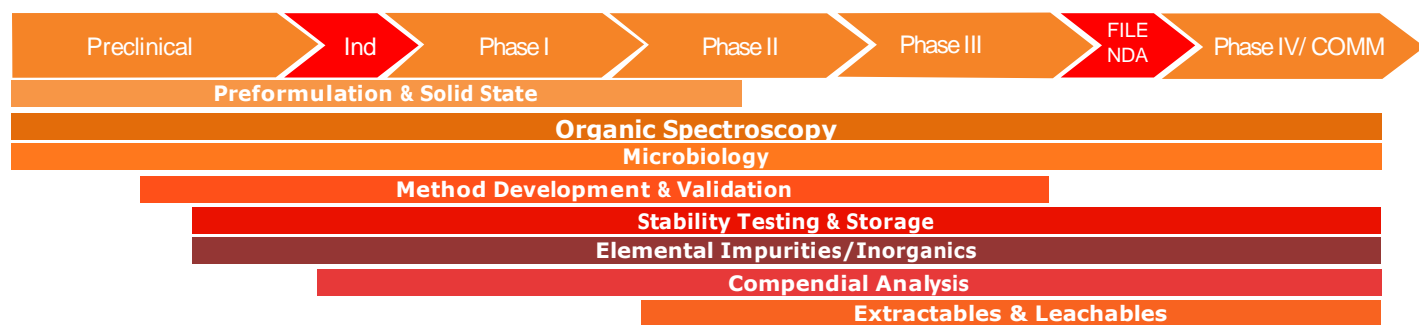 Preclinical
Ind
Phase I
Phase II
Phase III
FILE
NDA
Phase IV/ COMM
Preformulation & Solid State
Organic Spectroscopy
Microbiology
Method Development & Validation
Stability Testing & Storage
Elemental Impurities/Inorganics
Compendial Analysis
Extractables & Leachables